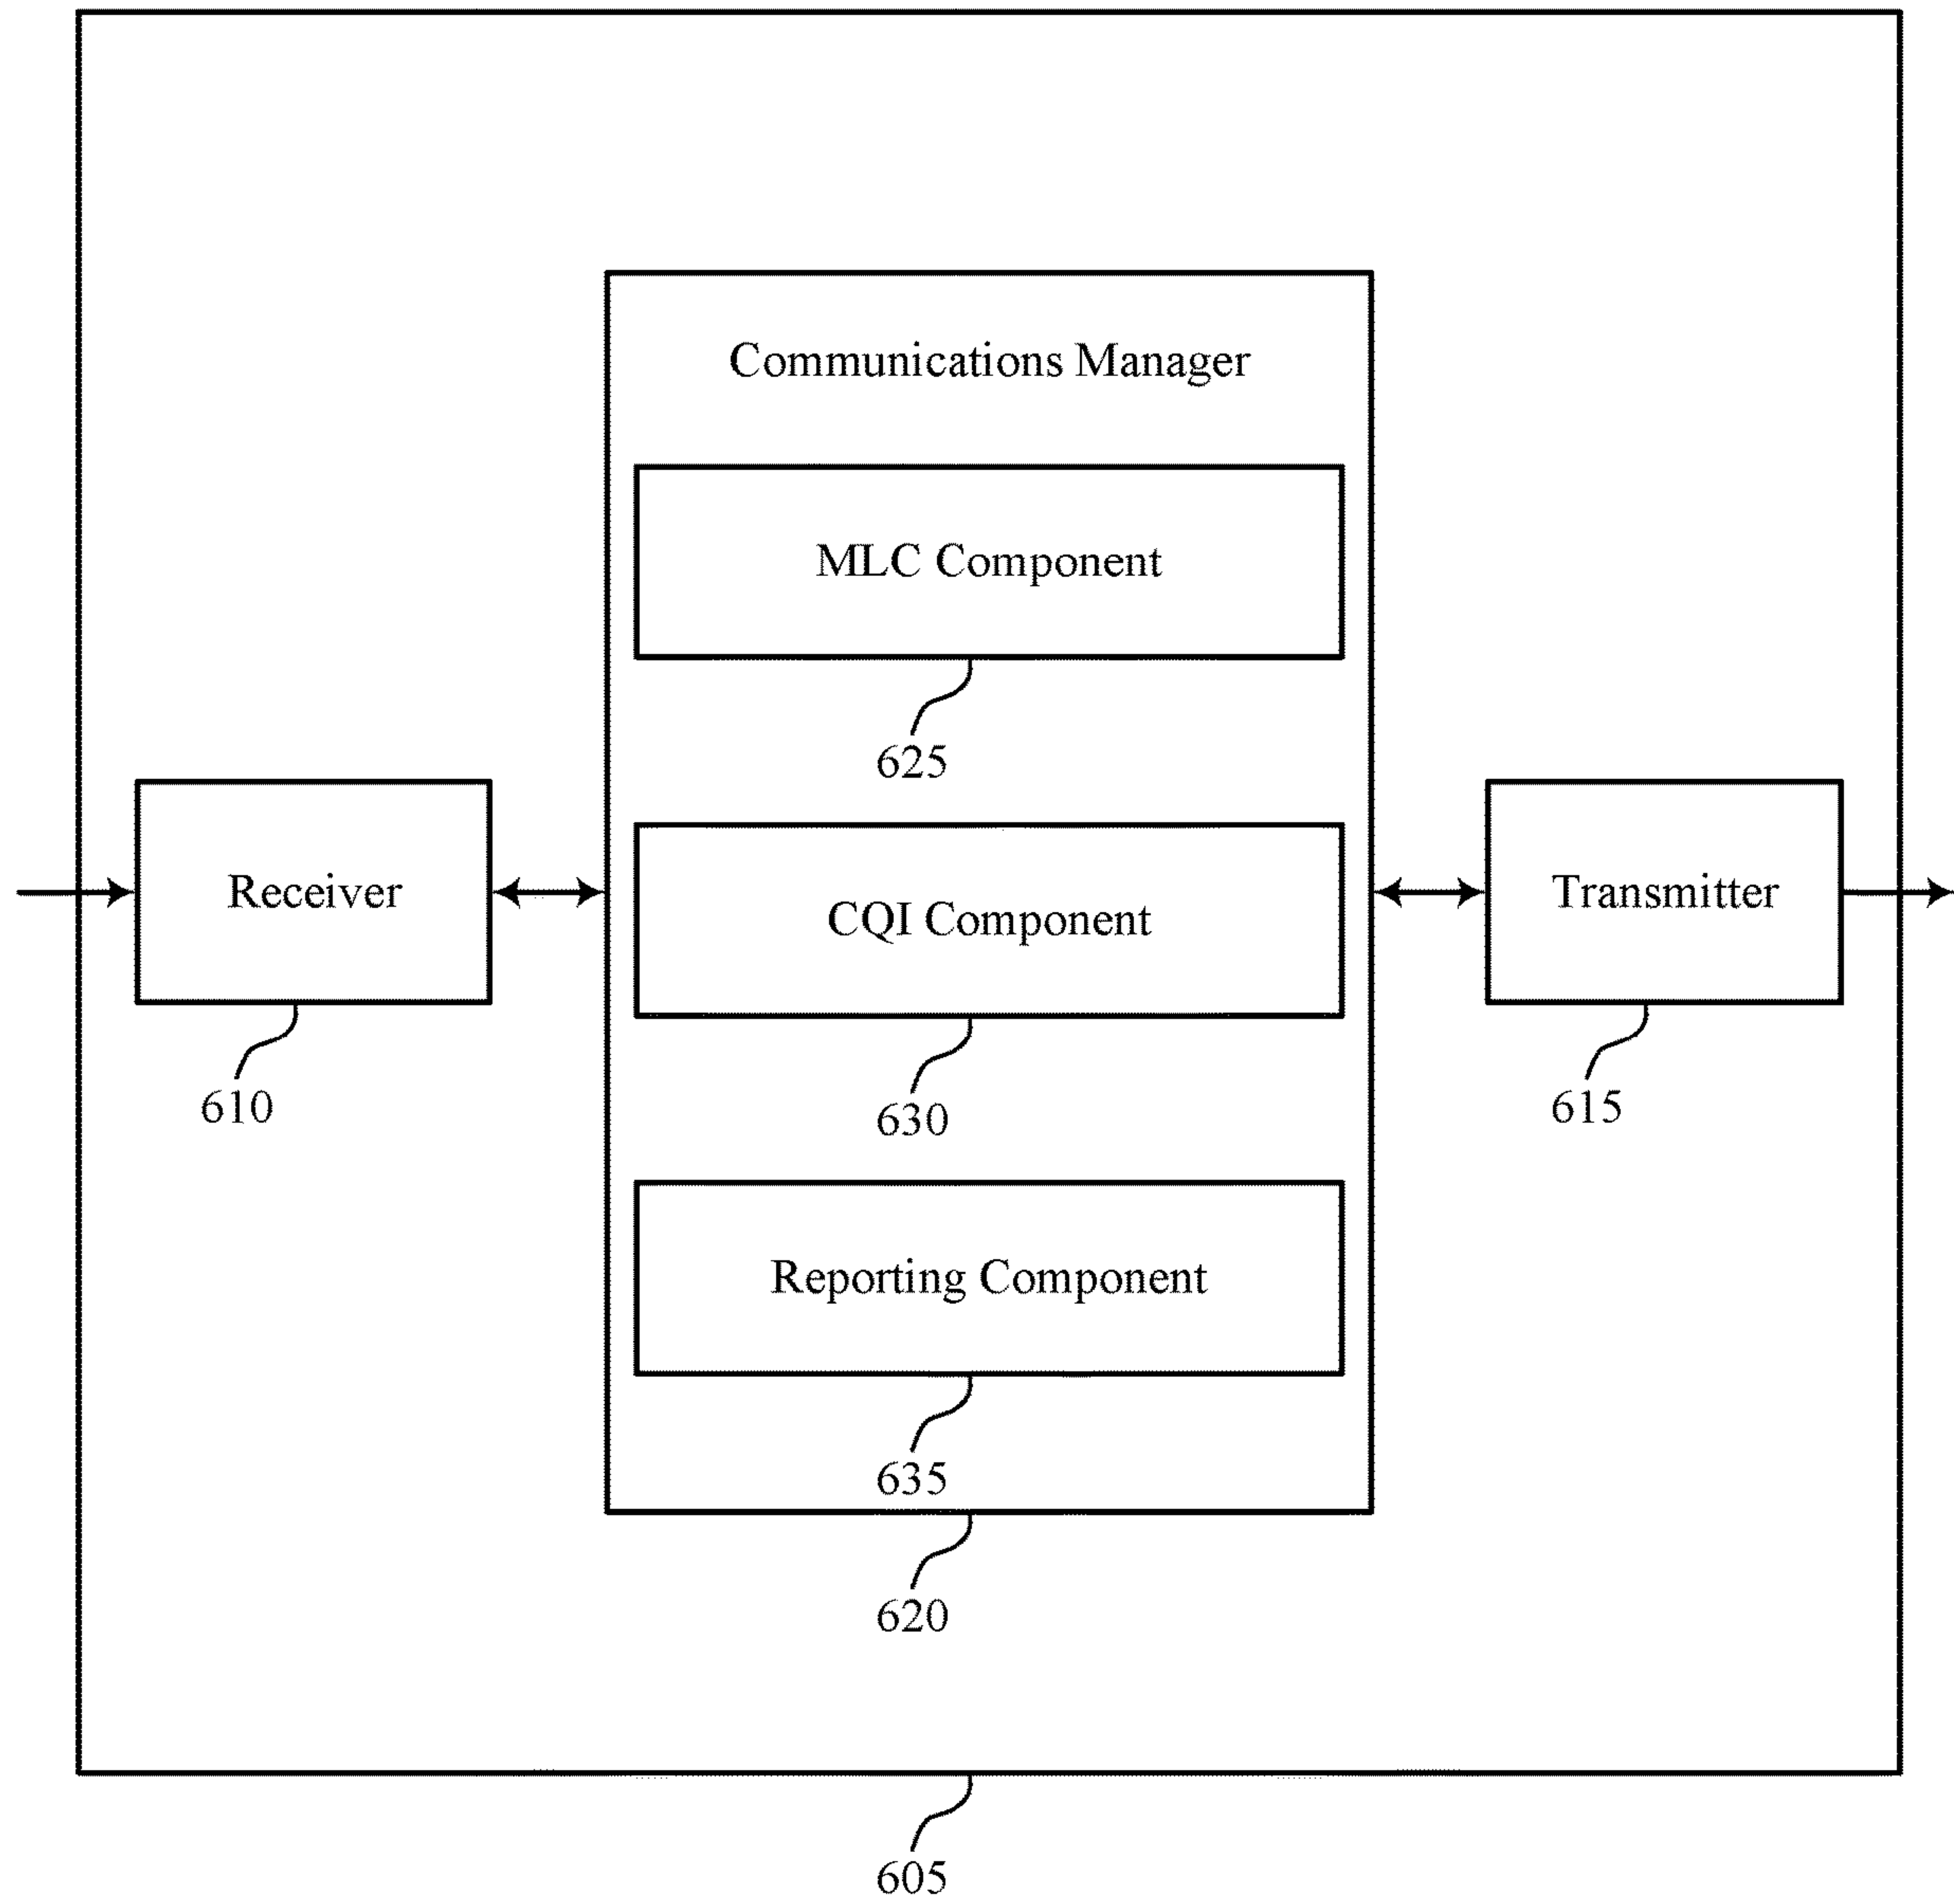 Communications Manager
MLC Component
625
Receiver
CQI Component
Transmitter
610
630
615
Reporting Component
635
620
605